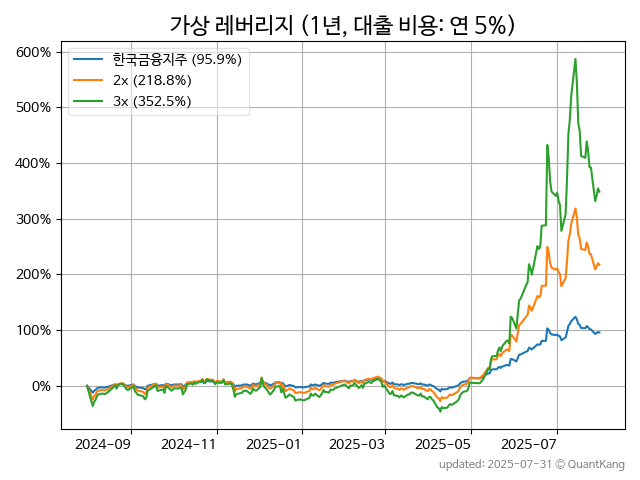 가상 레버리지 (1년, 대출 비용: 연 5%)
600%
500%
400%
300%
200%
100%
0%
한국금융지주 (95.9%)
2x (218.8%)
3x (352.5%)
2024-09
2024-11
2025-01
2025-03
2025-05
2025-07
updated: 2025-07-31 © QuantKang